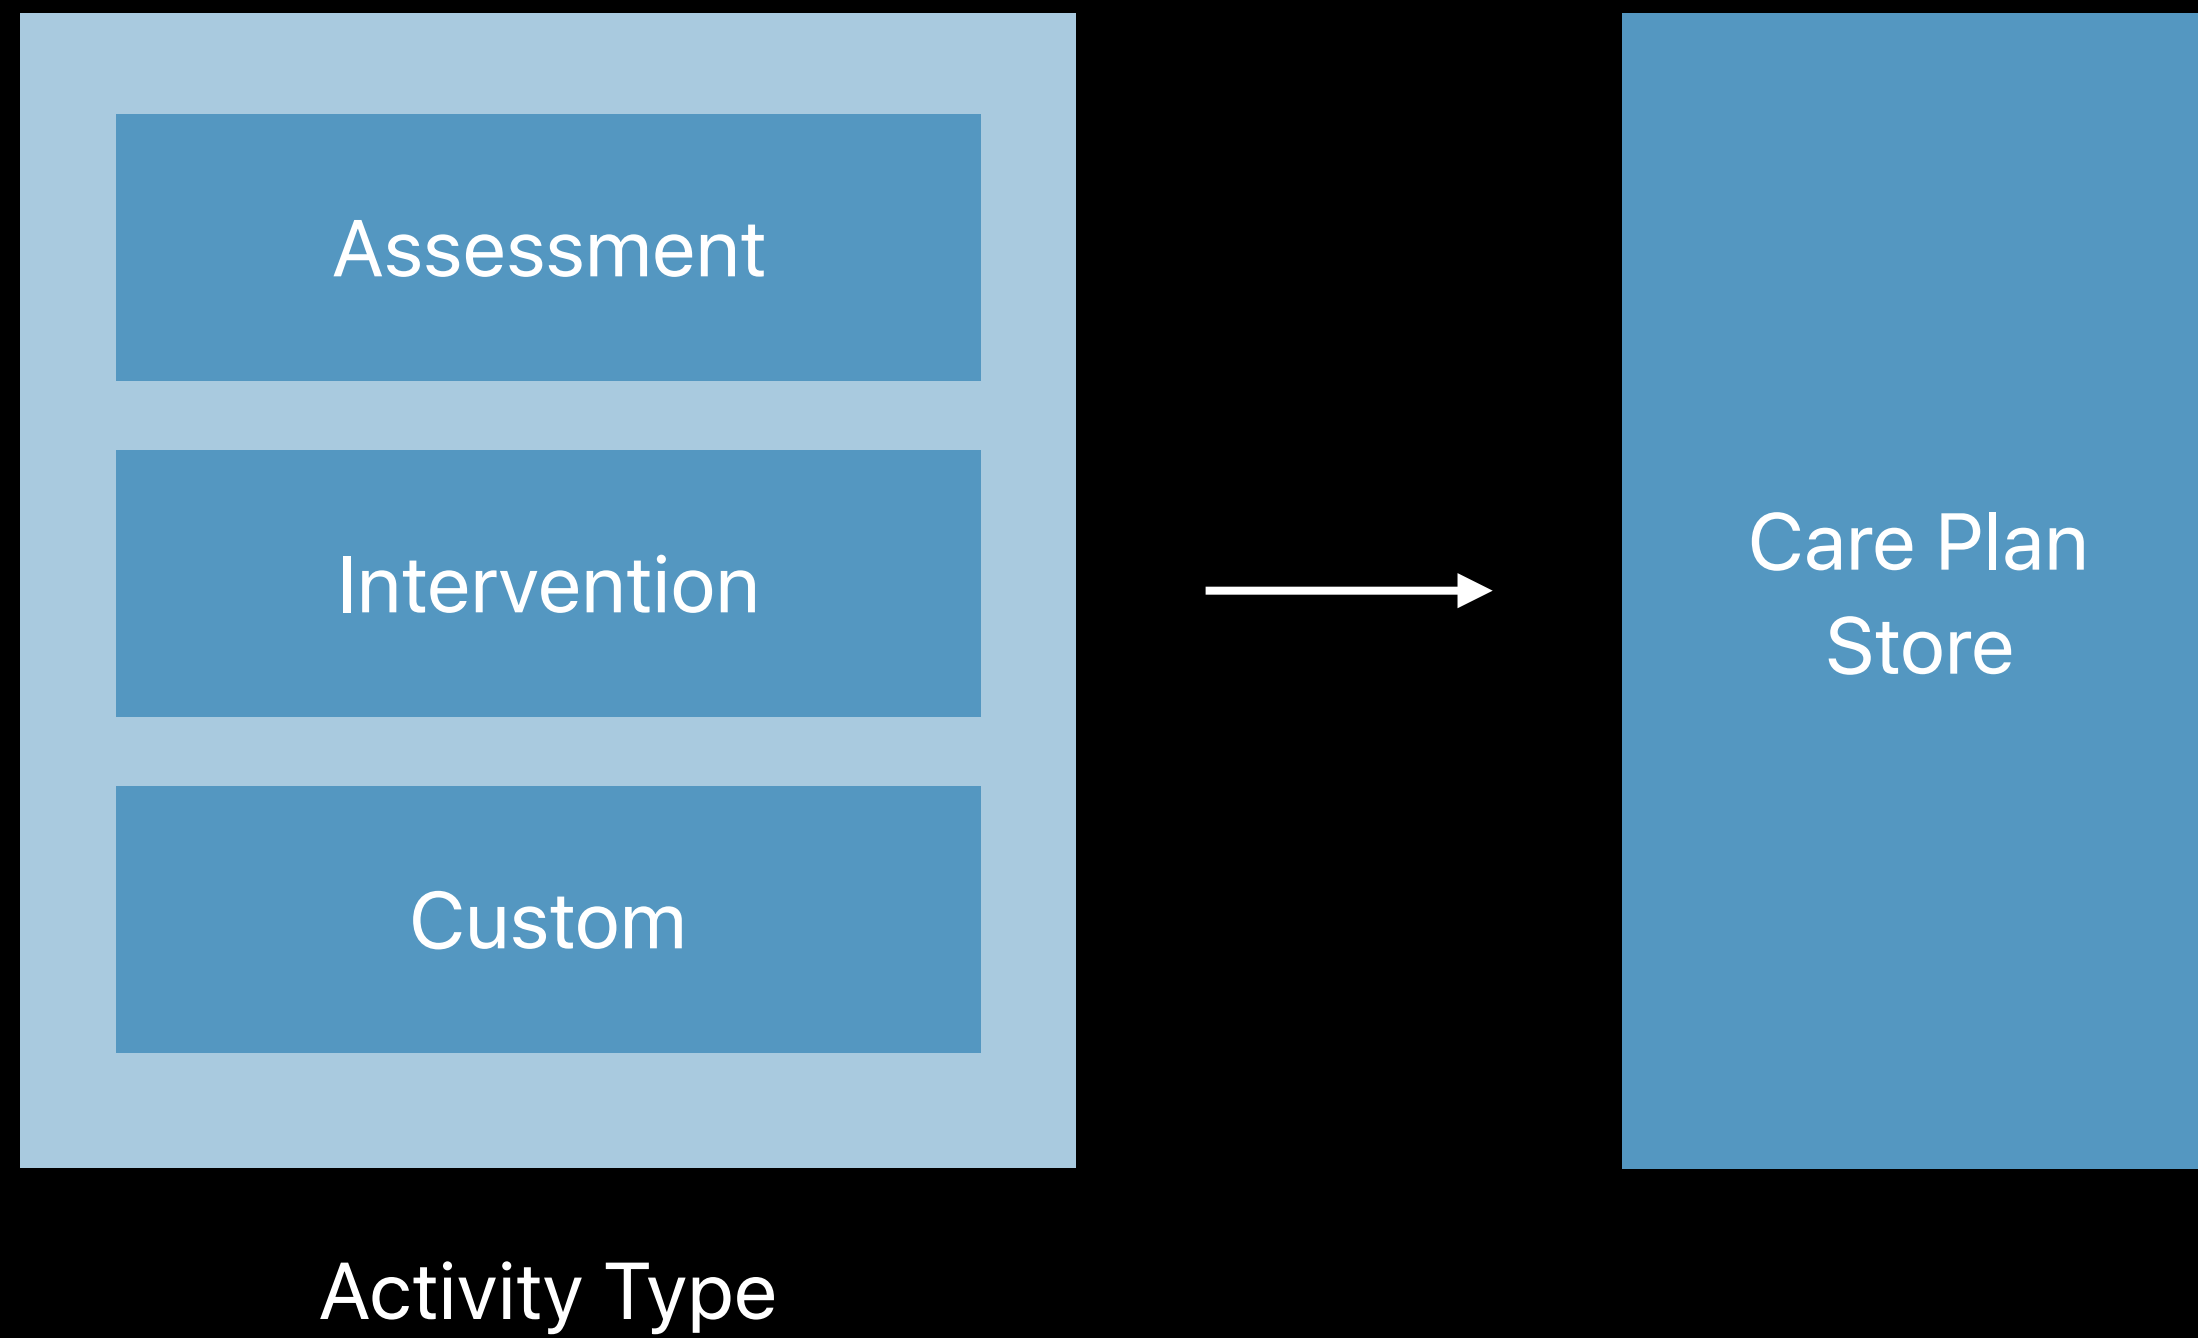 Assessment
Intervention
Custom
Activity Type
Care Plan
Store